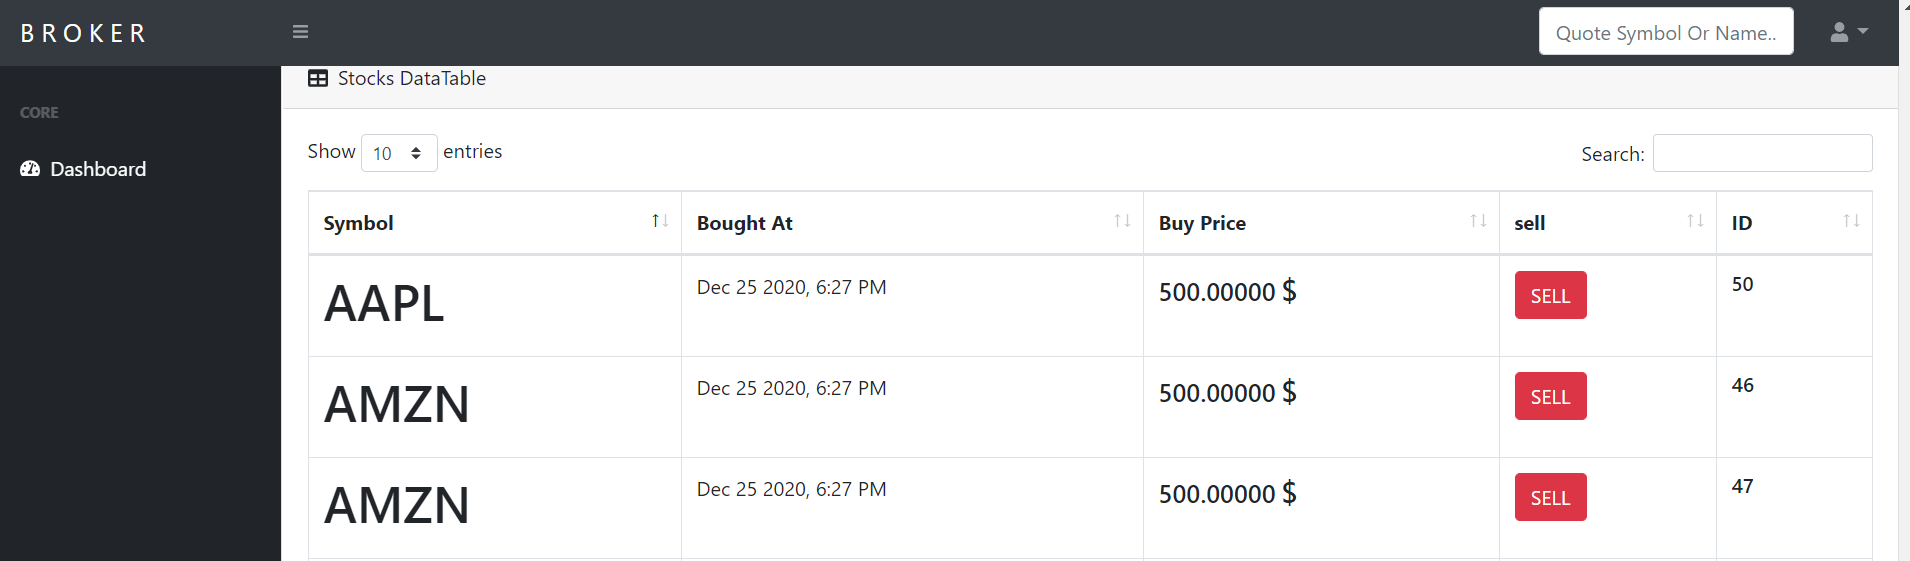 B R O K E R
Quote Symbol Or Name..
CORE
Dashboard
Stocks DataTable
Show 10 entries
Search:
Symbol Bought At Buy Price sell ID
AAPL Dec 25 2020, 6:27 PM 500.00000 $ SELL 50
AMZN Dec 25 2020, 6:27 PM 500.00000 $ SELL 46
AMZN Dec 25 2020, 6:27 PM 500.00000 $ SELL 47